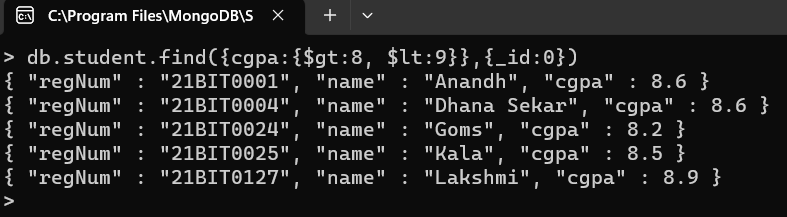 C:\Program Files\MongoDB\S
> db.student.find({cgpa:{$gt:8, $lt:9}},{_id:0})
{ "regNum" : "21BIT0001", "name" : "Anandh", "cgpa" : 8.6 }
{ "regNum" : "21BIT0004", "name" : "Dhana Sekar", "cgpa" : 8.6 }
{ "regNum" : "21BIT0024", "name" : "Goms", "cgpa" : 8.2 }
{ "regNum" : "21BIT0025", "name" : "Kala", "cgpa" : 8.5 }
{ "regNum" : "21BIT0127", "name" : "Lakshmi", "cgpa" : 8.9 }
>